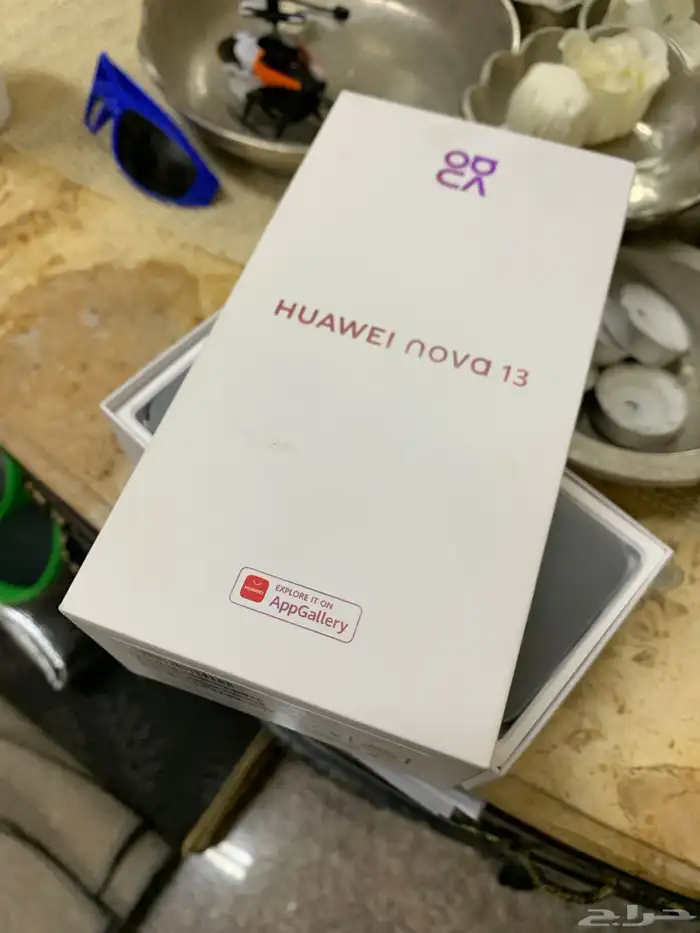 HUAWEI nova 13
HUAWEI
EXPLORE IT ON
AppGallery
حراج